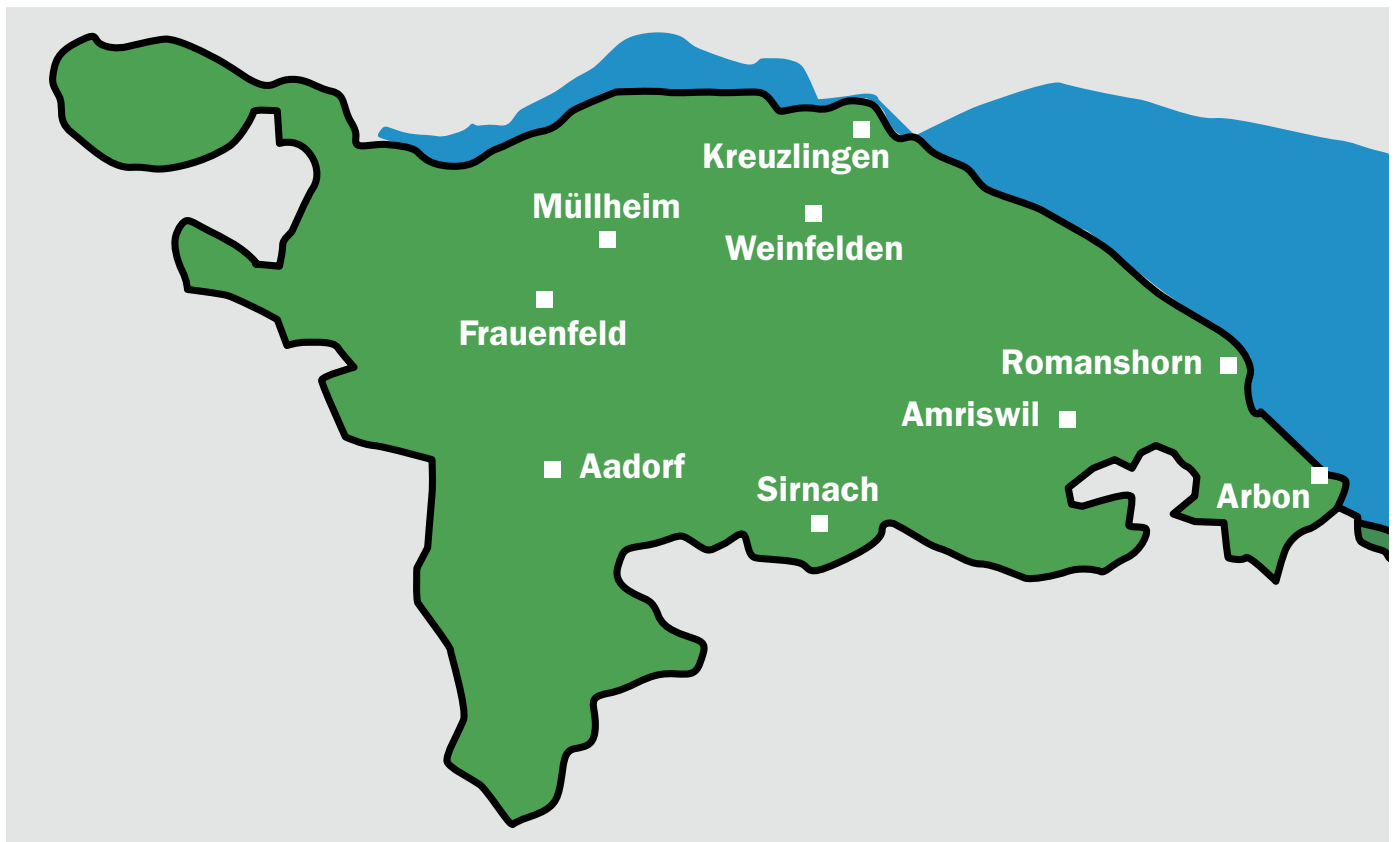 Kreuzlingen
Müllheim
Weinfelden
Frauenfeld
Romanshorn
Amriswil
Aadorf
Sirnach
Arbon